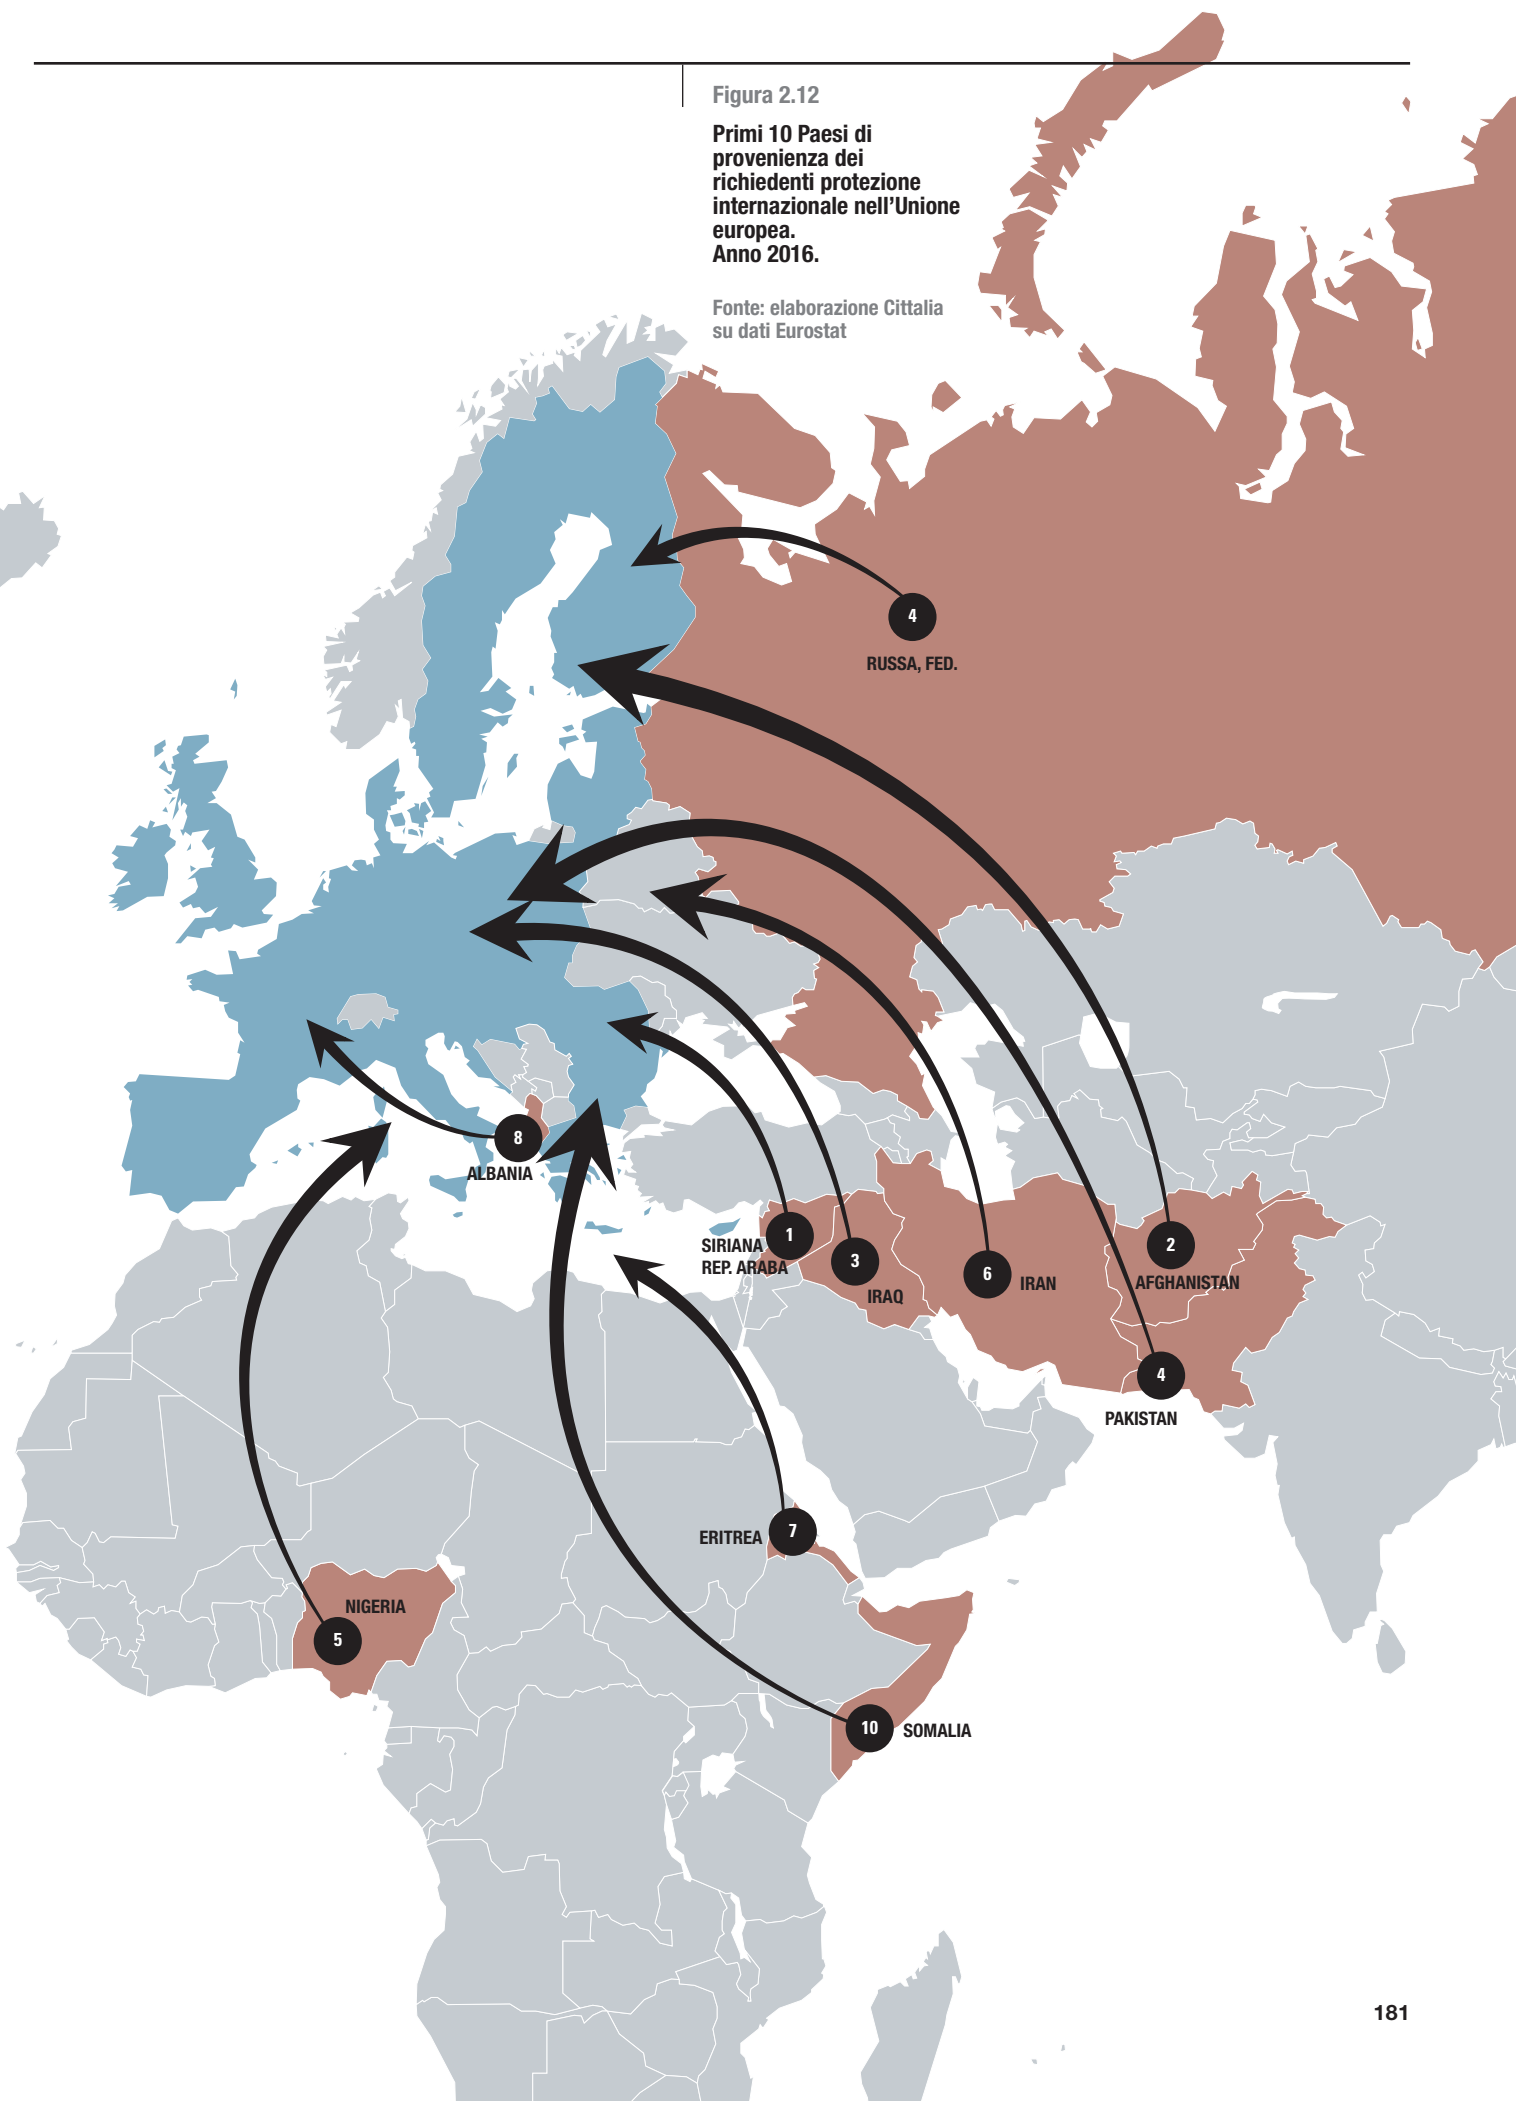 Figura 2.12
Primi 10 Paesi di
provenienza dei
richiedenti protezione
internazionale nell’Unione
europea.
Anno 2016.
Fonte: elaborazione Cittalia
su dati Eurostat
4
RUSSA, FED.
8
ALBANIA
1
SIRIANA
REP. ARABA
3
IRAQ
6
IRAN
2
AFGHANISTAN
4
PAKISTAN
7
ERITREA
NIGERIA
5
10
SOMALIA
181